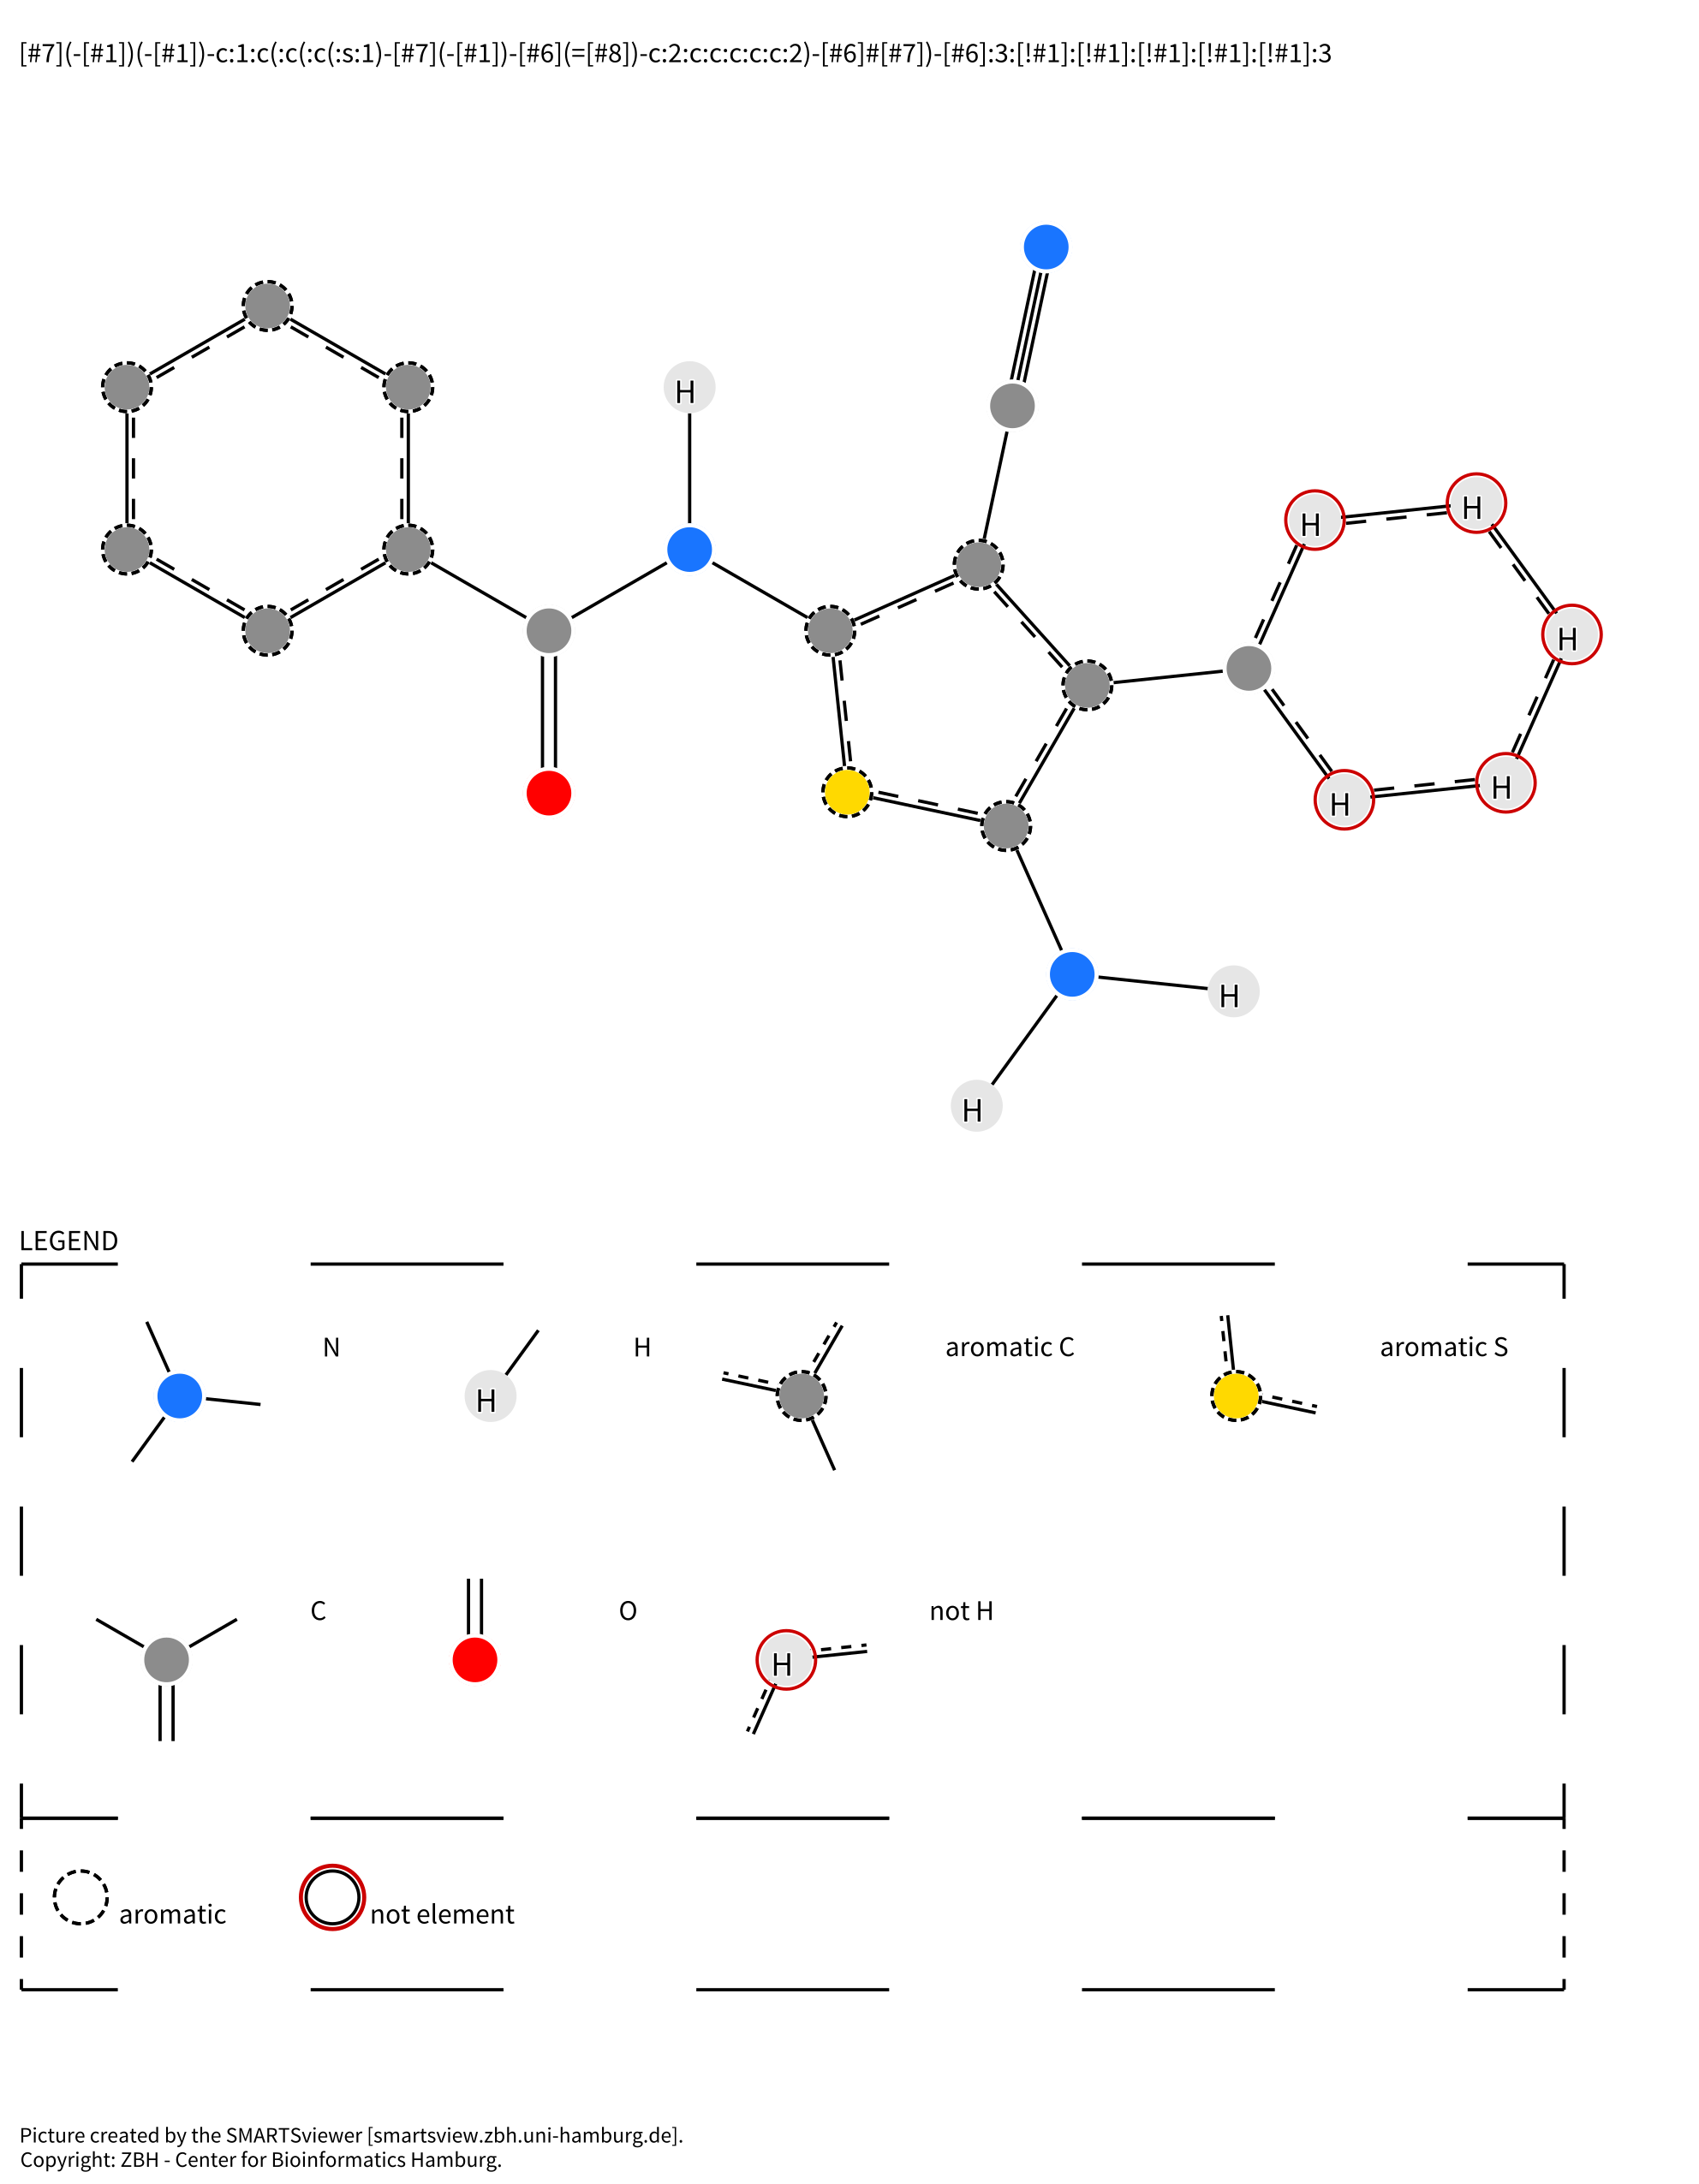 [#7](-[#1])(-[#1])-c:1:c(:c(:c(:s:1)-[#7](-[#1])-[#6](=[#8])-c:2:c:c:c:c:c:2)-[#6]#[#7])-[#6]:3:[!#1]:[!#1]:[!#1]:[!#1]:[!#1]:3
H
H
H
H
H
H
H
H
LEGEND
N
H
H
aromatic C
aromatic S
C
O
H
not H
aromatic
not element
Picture created by the SMARTSviewer [smartsview.zbh.uni-hamburg.de].
Copyright: ZBH - Center for Bioinformatics Hamburg.